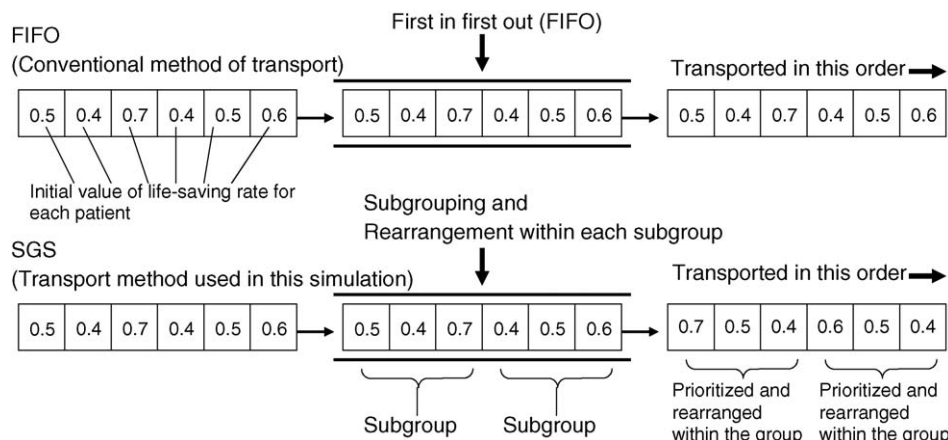 First in first out (FIFO)
FIFO
(Conventional method of transport)
Transported in this order
0.5 0.4 0.7 0.4 0.5 0.6
0.5 0.4 0.7 0.4 0.5 0.6
0.5 0.4 0.7 0.4 0.5 0.6
Initial value of life-saving rate for
each patient
Subgrouping and
Rearrangement within each subgroup
SGS
(Transport method used in this simulation)
Transported in this order
0.5 0.4 0.7 0.4 0.5 0.6
0.5 0.4 0.7 0.4 0.5 0.6
0.7 0.5 0.4 0.6 0.5 0.4
Subgroup
Subgroup
Prioritized and
rearranged
within the group
Prioritized and
rearranged
within the group